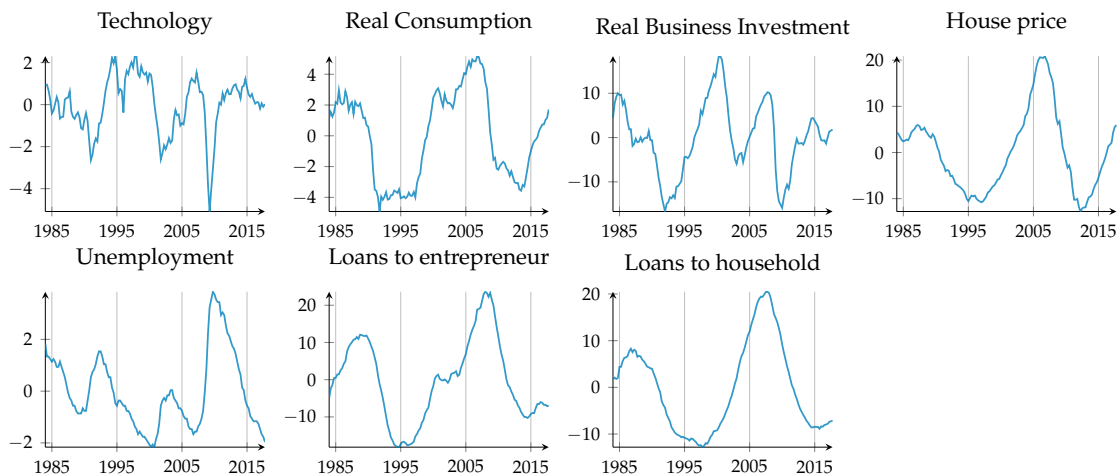 Technology
2
0
−2
−4
1985 1995 2005 2015
Real Consumption
4
2
0
−2
−4
1985 1995 2005 2015
Real Business Investment
10
0
−10
1985 1995 2005 2015
House price
20
10
0
−10
1985 1995 2005 2015
Unemployment
2
0
−2
1985 1995 2005 2015
Loans to entrepreneur
20
10
0
−10
1985 1995 2005 2015
Loans to household
20
10
0
−10
1985 1995 2005 2015